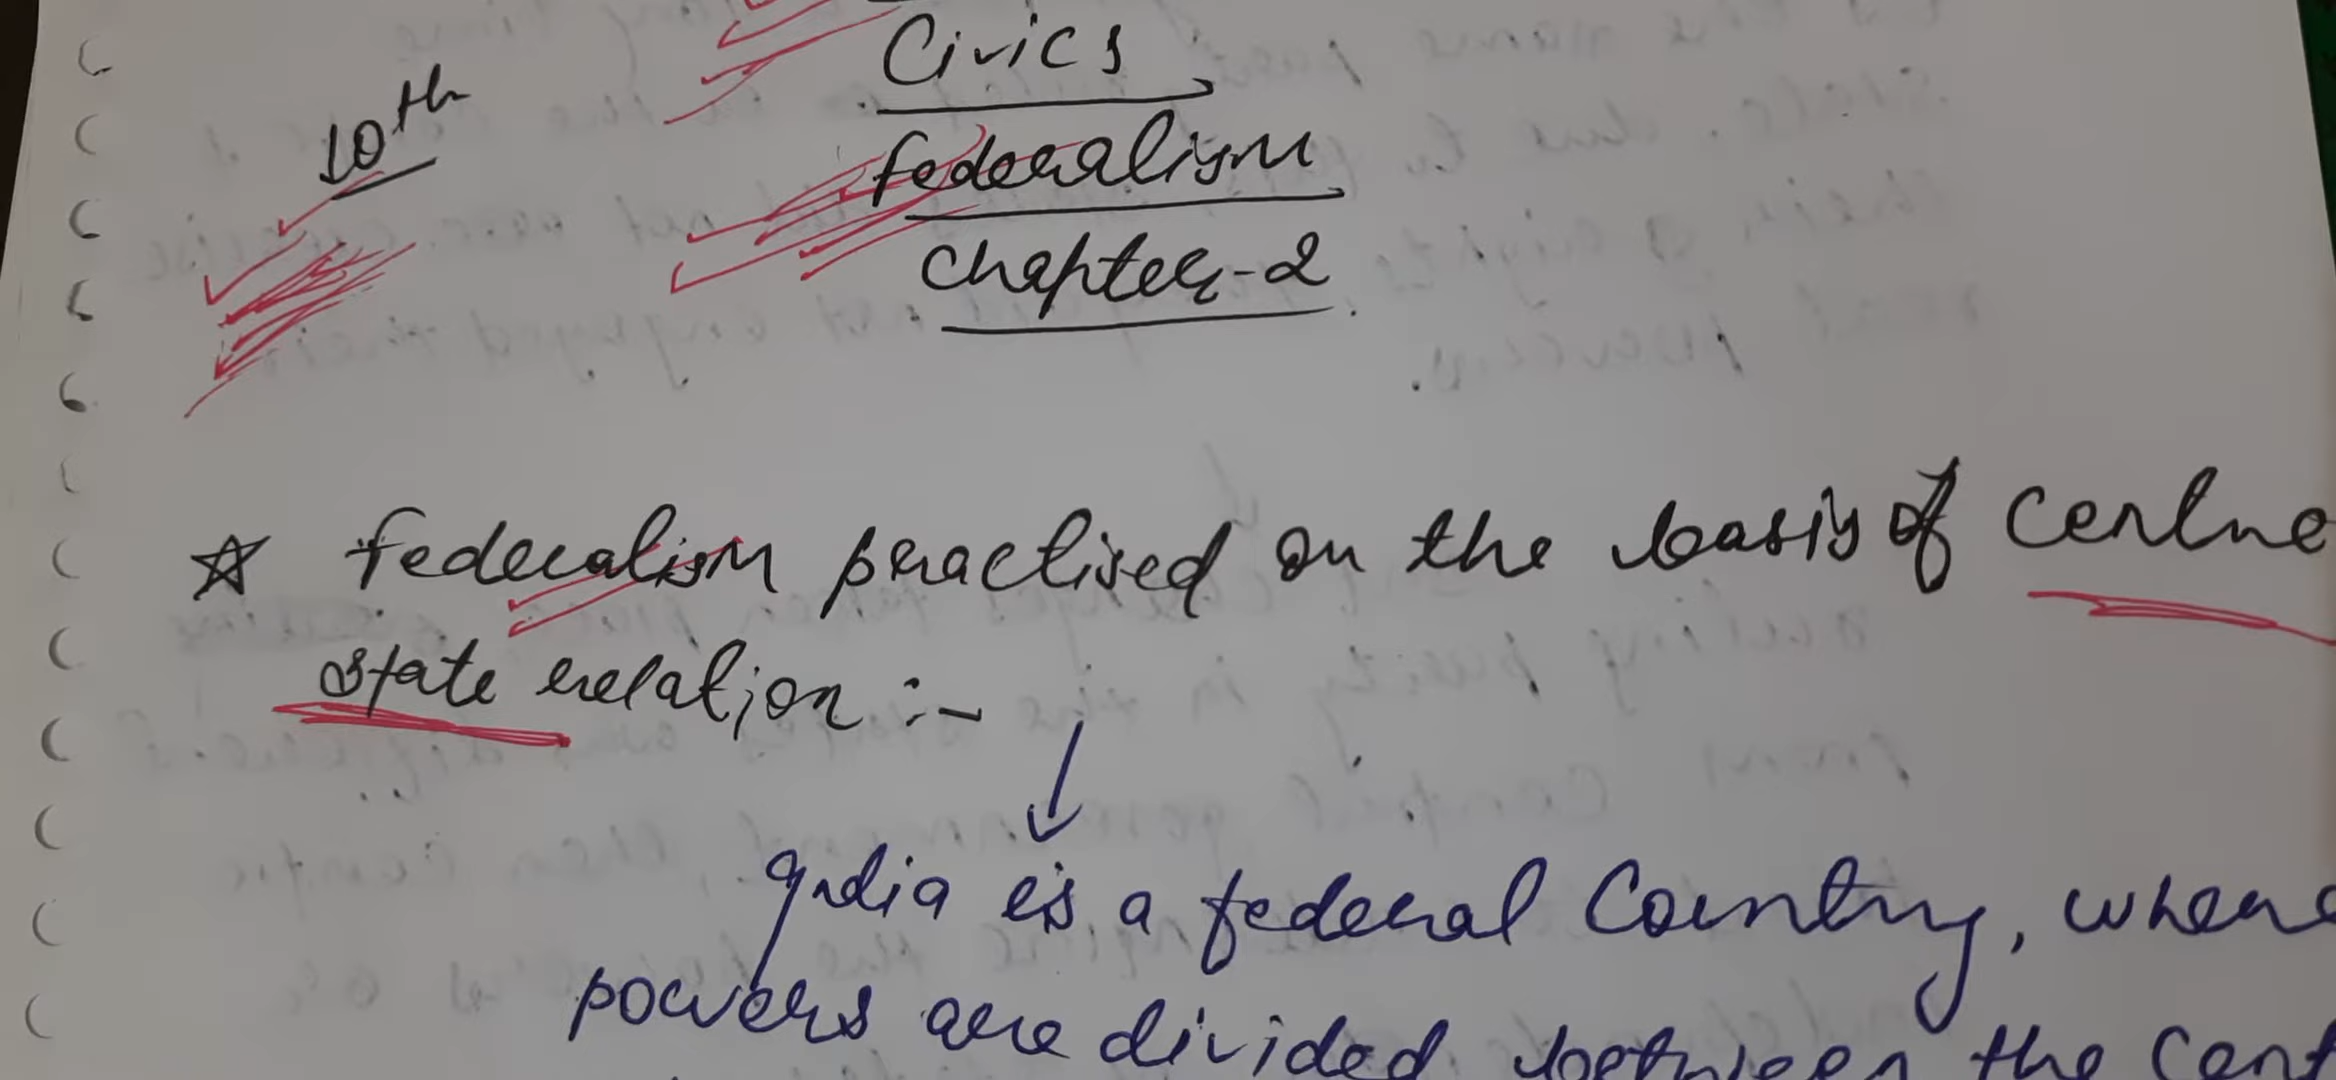 Civics
10th
federalism
Chapter-2
☆ federalism practised on the basis of Centre
state relation :-
India is a federal Country, where
powers are divided between the Cent